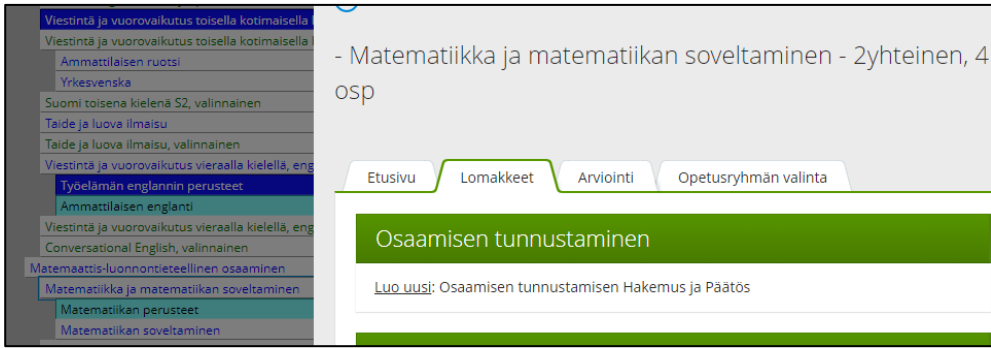 Viestintä ja vuorovaikutus toisella kotimaisella
Viestintä ja vuorovaikutus toisella kotimaisella
Ammattilaisen ruotsi
Yrkesvenska
Suomi toisena kielenä S2, valinnainen
Taide ja luova ilmaisu
Taide ja luova ilmaisu, valinnainen
Viestintä ja vuorovaikutus vieraalla kielellä, eng
Työelämän englannin perusteet
Ammattilaisen englanti
Viestintä ja vuorovaikutus vieraalla kielellä, eng
Conversational English, valinnainen
Matemaattis-luonnontieteellinen osaaminen
Matematiikka ja matematiikan soveltaminen
Matematiikan perusteet
Matematiikan soveltaminen
- Matematiikka ja matematiikan soveltaminen - 2yhteinen, 4
osp
Etusivu Lomakkeet Arviointi Opetusryhmän valinta
Osaamisen tunnustaminen
Luo uusi: Osaamisen tunnustamisen Hakemus ja Päätös